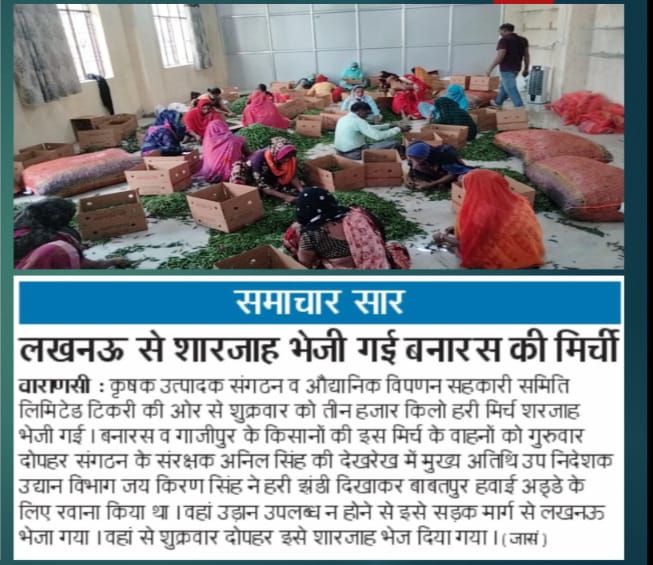 समाचार सार
लखनऊ से शारजाह भेजी गई बनारस की मिर्ची
वाराणसी : कृषक उत्पादक संगठन व औद्यानिक विपणन सहकारी समिति
लिमिटेड टिकरी की ओर से शुक्रवार को तीन हजार किलो हरी मिर्च शरजाह
भेजी गई । बनारस व गाजीपुर के किसानों की इस मिर्च के वाहनों को गुरुवार
दोपहर संगठन के संरक्षक अनिल सिंह की देखरेख में मुख्य अतिथि उप निदेशक
उद्यान विभाग जय किरण सिंह ने हरी झंडी दिखाकर बाबतपुर हवाई अड्डे के
लिए रवाना किया था । वहां उड़ान उपलब्ध न होने से इसे सड़क मार्ग से लखनऊ
भेजा गया । वहां से शुक्रवार दोपहर इसे शारजाह भेज दिया गया । ( जासं )